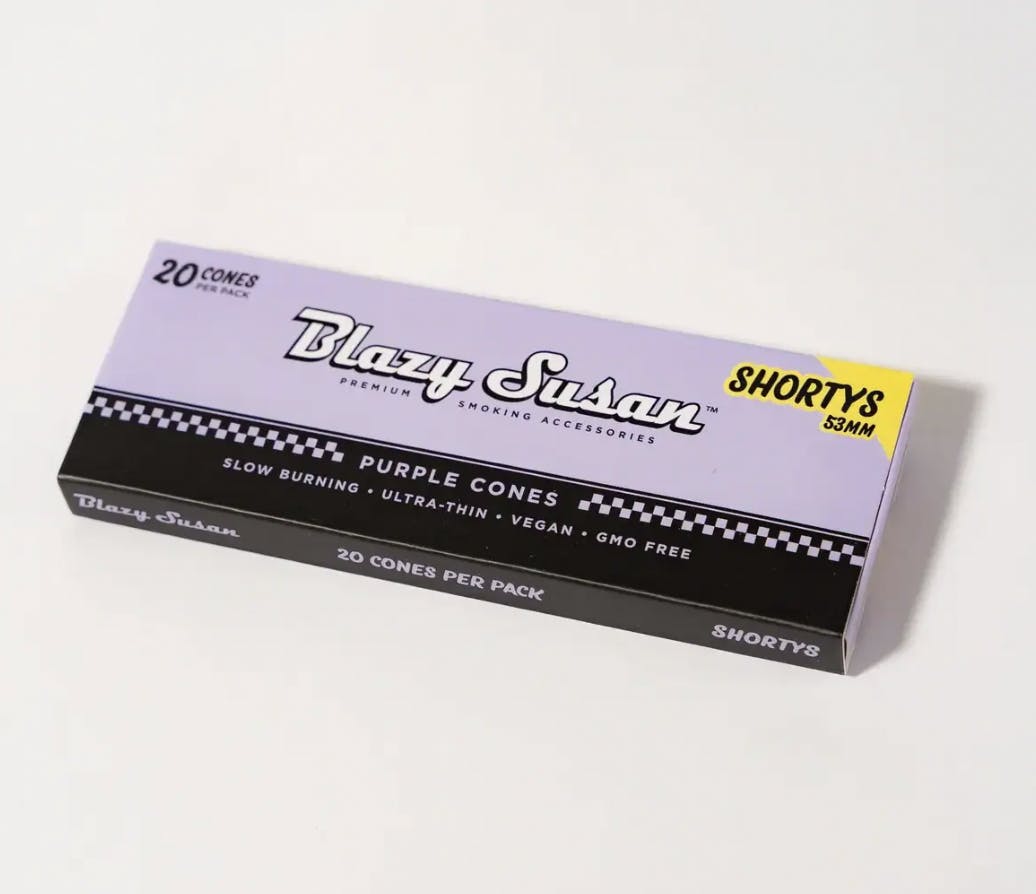 20 CONES
PER PACK
Blazy Susan™
PREMIUM SMOKING ACCESSORIES
SHORTYS
53MM
PURPLE CONES
SLOW BURNING • ULTRA-THIN • VEGAN • GMO FREE
Blazy Susan
20 CONES PER PACK
SHORTYS